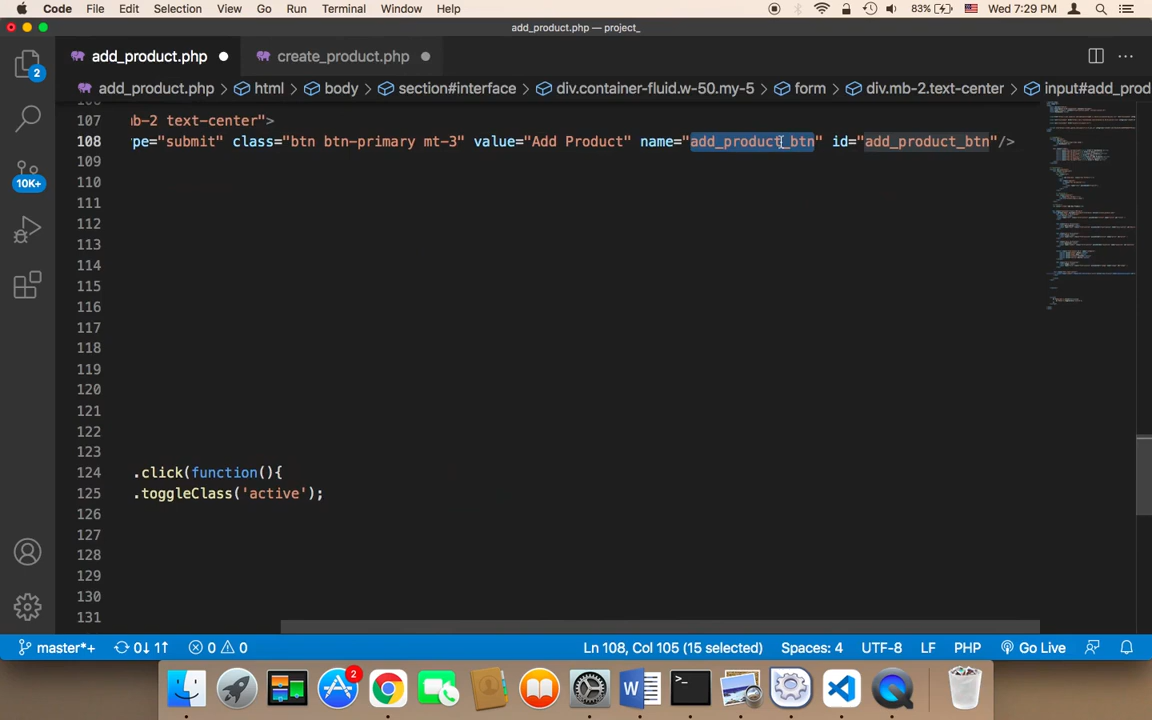 Code File Edit Selection View Go Run Terminal Window Help 83% Wed 7:29 PM
add_product.php — project_
add_product.php create_product.php
2
add_product.php > html > body > section#interface > div.container-fluid.w-50.my-5 > form > div.mb-2.text-center > input#add_prod
107 mb-2 text-center">
108 ype="submit" class="btn btn-primary mt-3" value="Add Product" name="add_product_btn" id="add_product_btn"/>
109
110
10K+
111
112
113
114
115
116
117
118
119
120
121
122
123
124 .click(function(){
125 .toggleClass('active');
126
127
128
129
130
131
master*+ 0↓ 1↑ 0 0 Ln 108, Col 105 (15 selected) Spaces: 4 UTF-8 LF PHP Go Live
2